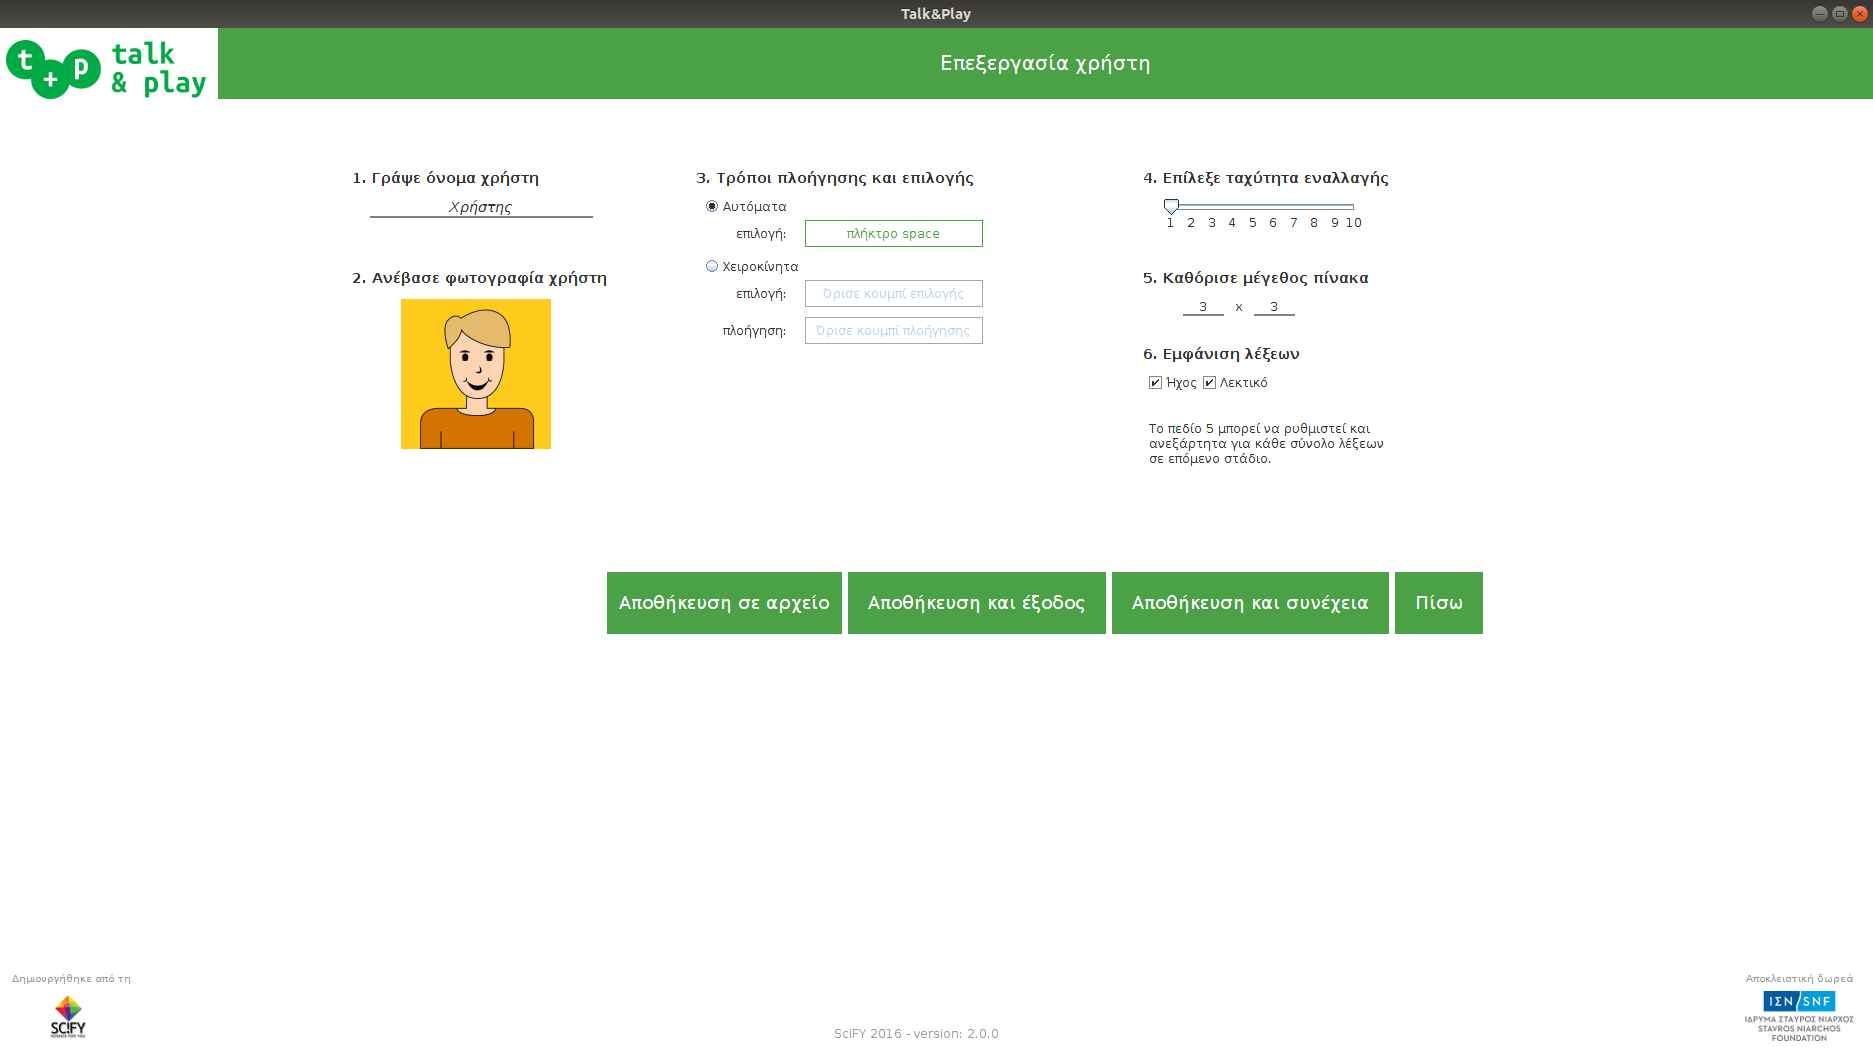 Talk&Play
t+p talk
& play
Επεξεργασία χρήστη
1. Γράψε όνομα χρήστη
Χρήστης
2. Ανέβασε φωτογραφία χρήστη
3. Τρόποι πλοήγησης και επιλογής
Αυτόματα
επιλογή: πλήκτρο space
Χειροκίνητα
επιλογή: Όρισε κουμπί επιλογής
πλοήγηση: Όρισε κουμπί πλοήγησης
4. Επίλεξε ταχύτητα εναλλαγής
1 2 3 4 5 6 7 8 9 10
5. Καθόρισε μέγεθος πίνακα
3 x 3
6. Εμφάνιση λέξεων
Ήχος Λεκτικό
Το πεδίο 5 μπορεί να ρυθμιστεί και
ανεξάρτητα για κάθε σύνολο λέξεων
σε επόμενο στάδιο.
Αποθήκευση σε αρχείο Αποθήκευση και έξοδος Αποθήκευση και συνέχεια Πίσω
Δημιουργήθηκε από τη
SCiFY
SCIENCE FOR YOU
SciFY 2016 - version: 2.0.0
Αποκλειστική δωρεά
ΙΣΝ/SNF
ΙΔΡΥΜΑ ΣΤΑΥΡΟΣ ΝΙΑΡΧΟΣ
STAVROS NIARCHOS
FOUNDATION